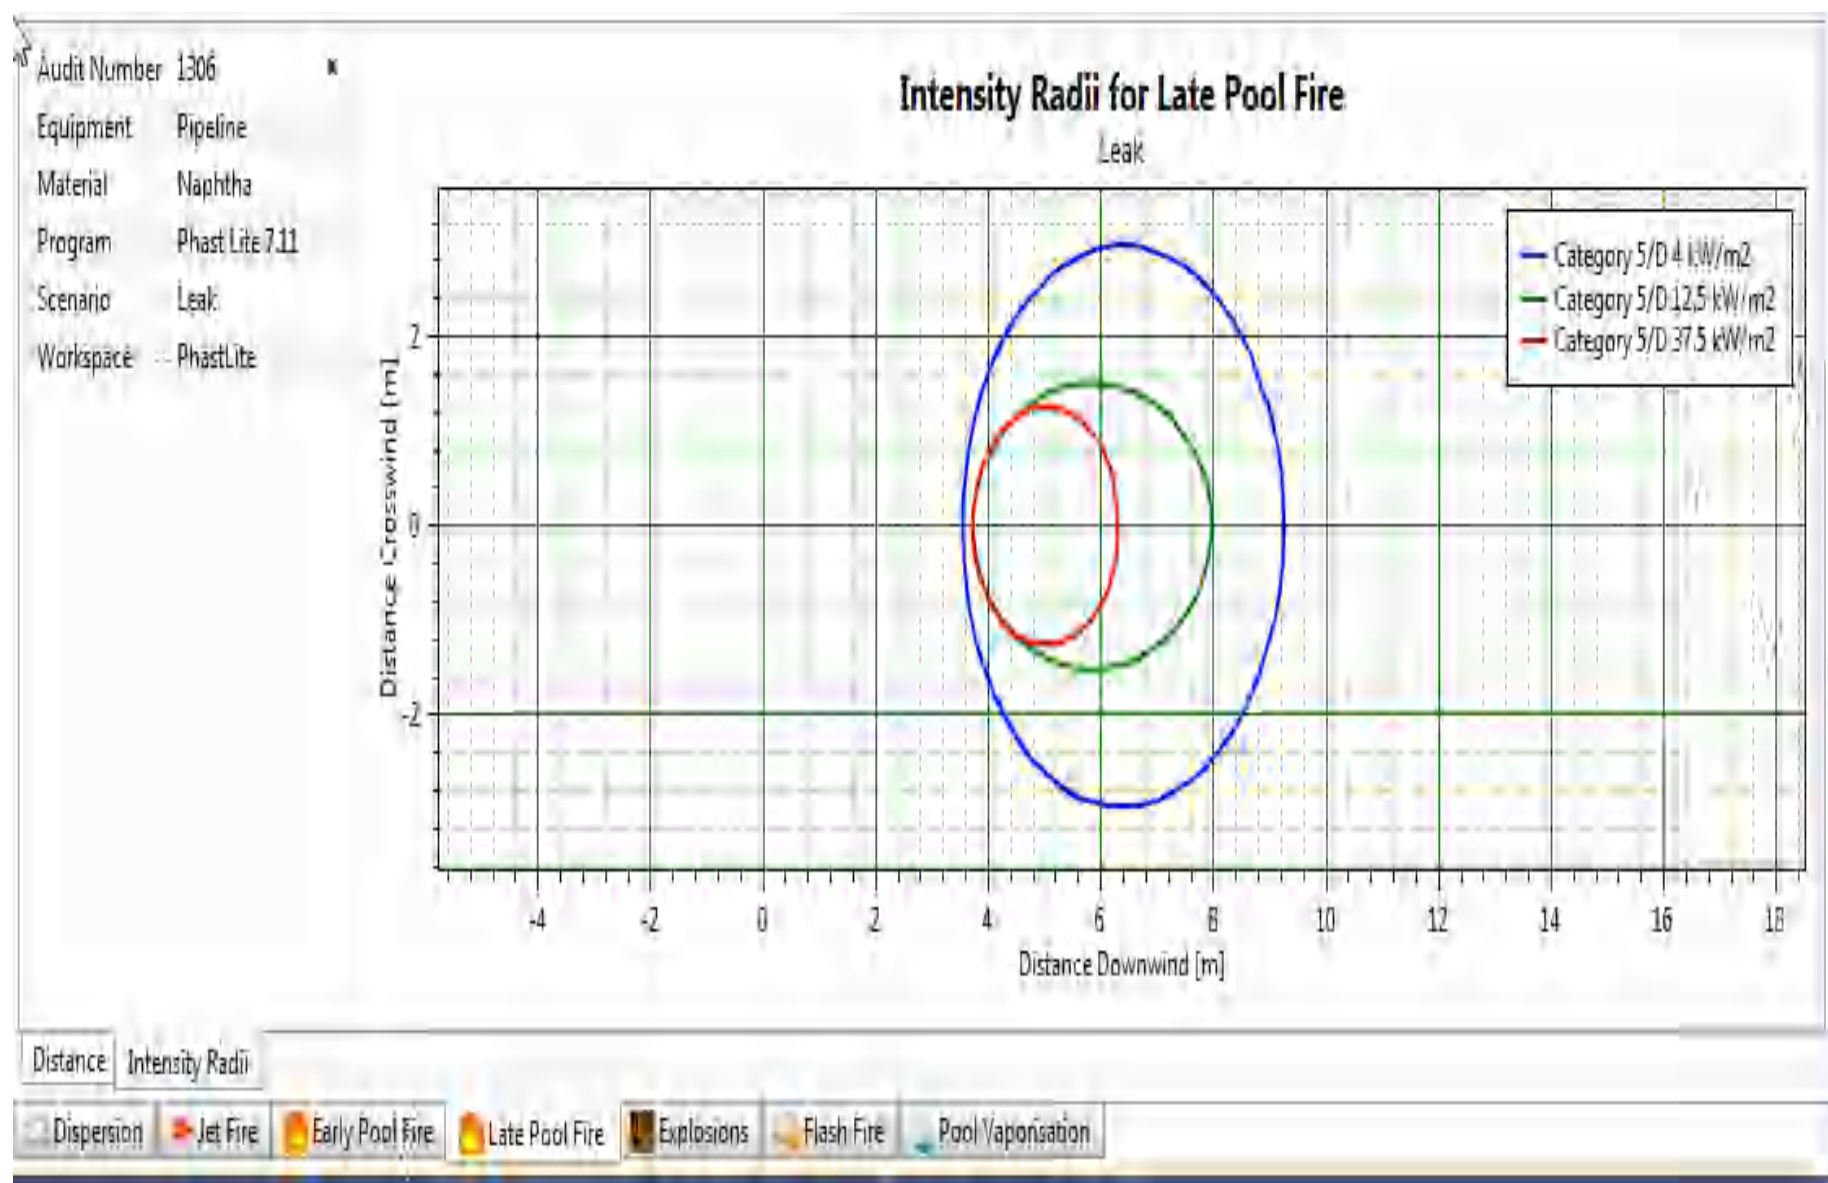 Audit Number 1306
Equipment Pipeline
Material Naphtha
Program Phast Lite 7.11
Scenario Leak
Workspace PhastLite
Intensity Radii for Late Pool Fire
Leak
Category 5/D 4 kW/m2
Category 5/D 12.5 kW/m2
Category 5/D 37.5 kW/m2
Distance Crosswind [m]
2
0
-2
-4 -2 0 2 4 6 8 10 12 14 16 18
Distance Downwind [m]
Distance Intensity Radii
Dispersion Jet Fire Early Pool Fire Late Pool Fire Explosions Flash Fire Pool Vaporisation